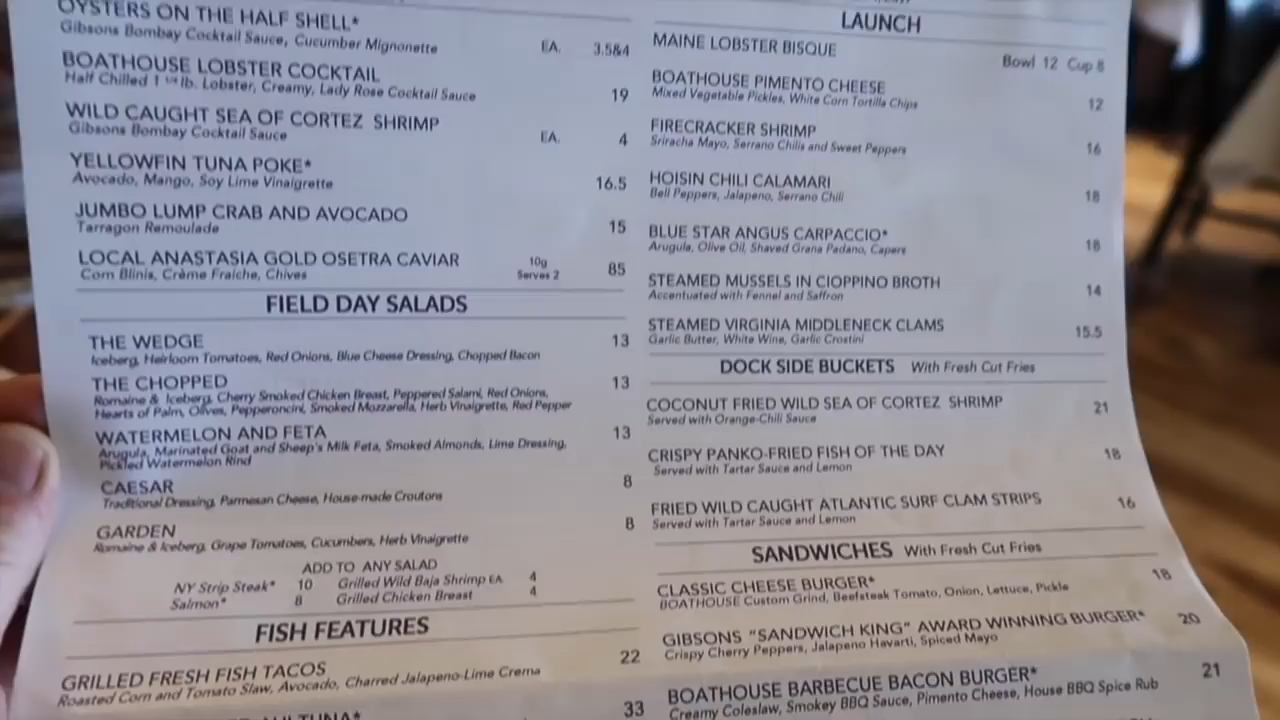 OYSTERS ON THE HALF SHELL*
Gibsons Bombay Cocktail Sauce, Cucumber Mignonette EA. 3.5&4
BOATHOUSE LOBSTER COCKTAIL
Half Chilled 1 1/4 lb. Lobster, Creamy, Lady Rose Cocktail Sauce 19
WILD CAUGHT SEA OF CORTEZ SHRIMP
Gibsons Bombay Cocktail Sauce EA. 4
YELLOWFIN TUNA POKE*
Avocado, Mango, Soy Lime Vinaigrette 16.5
JUMBO LUMP CRAB AND AVOCADO
Tarragon Remoulade 15
LOCAL ANASTASIA GOLD OSETRA CAVIAR 10g
Corn Blinis, Crème Fraiche, Chives Serves 2 85
FIELD DAY SALADS
THE WEDGE 13
Iceberg, Heirloom Tomatoes, Red Onions, Blue Cheese Dressing, Chopped Bacon
THE CHOPPED 13
Romaine & Iceberg, Cherry Smoked Chicken Breast, Peppered Salami, Red Onions,
Hearts of Palm, Olives, Pepperoncini, Smoked Mozzarella, Herb Vinaigrette, Red Pepper
WATERMELON AND FETA 13
Arugula, Marinated Goat and Sheep's Milk Feta, Smoked Almonds, Lime Dressing,
Pickled Watermelon Rind
CAESAR 8
Traditional Dressing, Parmesan Cheese, House-made Croutons
GARDEN 8
Romaine & Iceberg, Grape Tomatoes, Cucumbers, Herb Vinaigrette
ADD TO ANY SALAD
NY Strip Steak* 10 Grilled Wild Baja Shrimp EA 4
Salmon* 8 Grilled Chicken Breast 4
FISH FEATURES
GRILLED FRESH FISH TACOS 22
Roasted Corn and Tomato Slaw, Avocado, Charred Jalapeno-Lime Crema
TUNA* 33
LAUNCH
MAINE LOBSTER BISQUE Bowl 12 Cup 8
BOATHOUSE PIMENTO CHEESE
Mixed Vegetable Pickles, White Corn Tortilla Chips 12
FIRECRACKER SHRIMP
Sriracha Mayo, Serrano Chilis and Sweet Peppers 16
HOISIN CHILI CALAMARI
Bell Peppers, Jalapeno, Serrano Chili 18
BLUE STAR ANGUS CARPACCIO*
Arugula, Olive Oil, Shaved Grana Padano, Capers 18
STEAMED MUSSELS IN CIOPPINO BROTH
Accentuated with Fennel and Saffron 14
STEAMED VIRGINIA MIDDLENECK CLAMS
Garlic Butter, White Wine, Garlic Crostini 15.5
DOCK SIDE BUCKETS With Fresh Cut Fries
COCONUT FRIED WILD SEA OF CORTEZ SHRIMP 21
Served with Orange-Chili Sauce
CRISPY PANKO-FRIED FISH OF THE DAY 18
Served with Tartar Sauce and Lemon
FRIED WILD CAUGHT ATLANTIC SURF CLAM STRIPS 16
Served with Tartar Sauce and Lemon
SANDWICHES With Fresh Cut Fries
CLASSIC CHEESE BURGER* 18
BOATHOUSE Custom Grind, Beefsteak Tomato, Onion, Lettuce, Pickle
GIBSONS "SANDWICH KING" AWARD WINNING BURGER* 20
Crispy Cherry Peppers, Jalapeno Havarti, Spiced Mayo
BOATHOUSE BARBECUE BACON BURGER* 21
Creamy Coleslaw, Smokey BBQ Sauce, Pimento Cheese, House BBQ Spice Rub